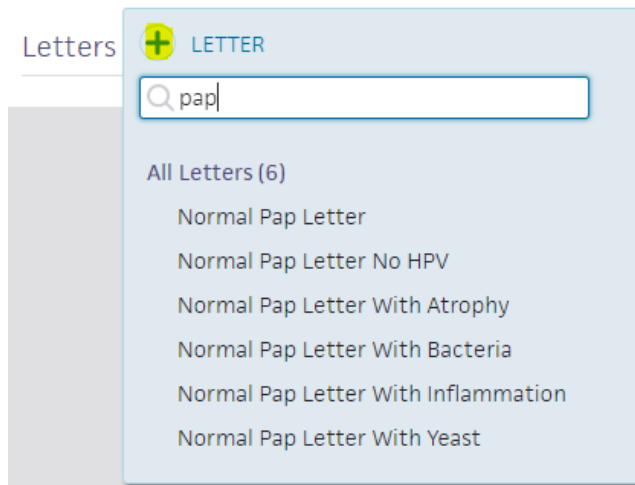 Letters
LETTER
pap
All Letters (6)
Normal Pap Letter
Normal Pap Letter No HPV
Normal Pap Letter With Atrophy
Normal Pap Letter With Bacteria
Normal Pap Letter With Inflammation
Normal Pap Letter With Yeast